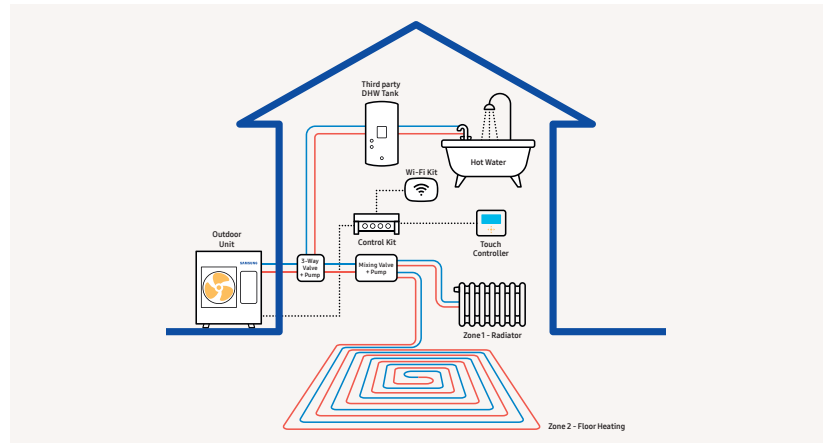 Third party
DHW Tank
Hot Water
Wi-Fi Kit
Control Kit
Touch
Controller
Outdoor
Unit
SAMSUNG
3-Way
Valve
+ Pump
Mixing Valve
+ Pump
Zone 1 - Radiator
Zone 2 - Floor Heating